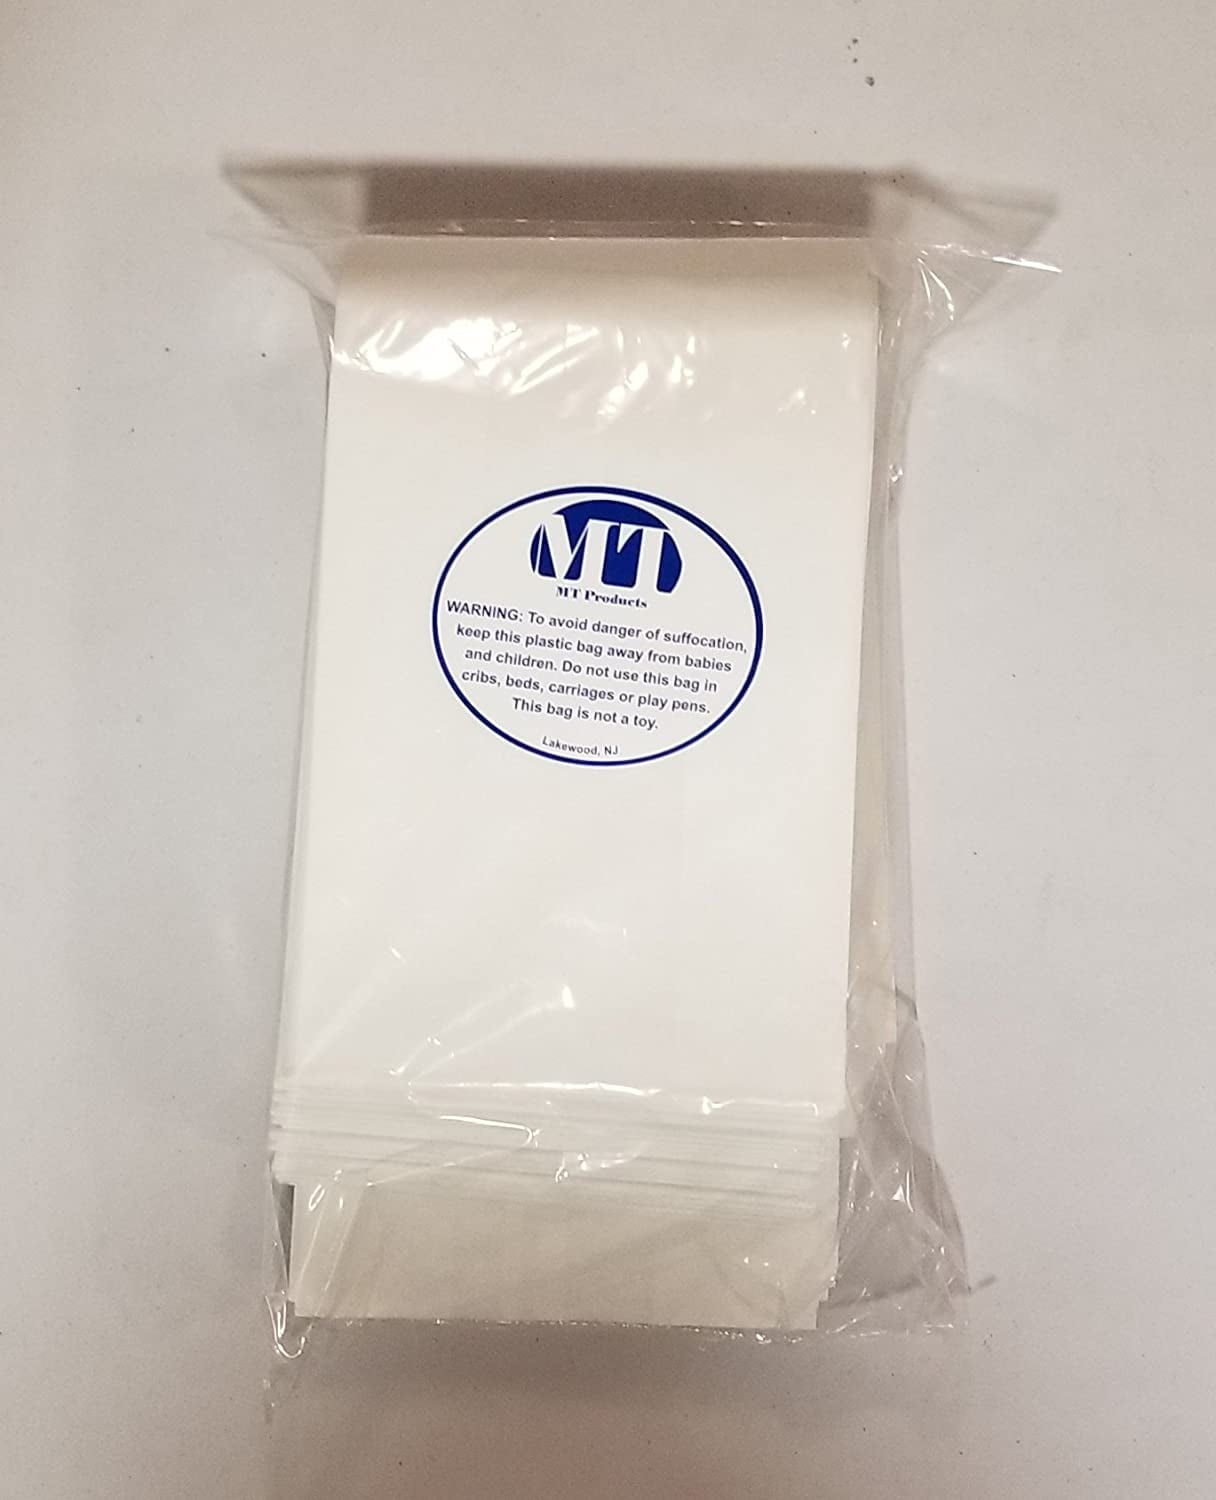 MT
MT Products
WARNING: To avoid danger of suffocation,
keep this plastic bag away from babies
and children. Do not use this bag in
cribs, beds, carriages or play pens.
This bag is not a toy.
Lakewood, NJ